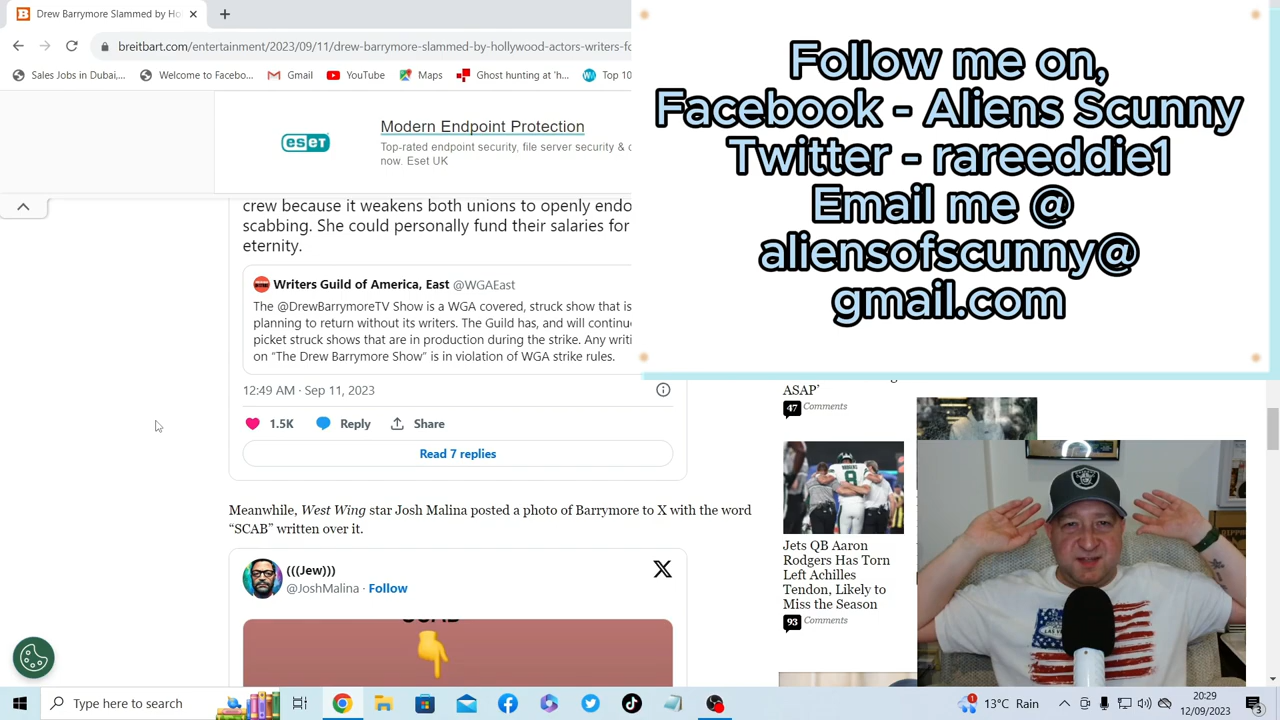 Drew Barrymore Slammed by Ho
breitbart.com/entertainment/2023/09/11/drew-barrymore-slammed-by-hollywood-actors-writers-fo
Sales Jobs in Dubai,...
Welcome to Facebo...
Gmail
YouTube
Maps
Ghost hunting at 'h...
Top 10
Follow me on,
Facebook - Aliens Scunny
Twitter - rareeddie1
Email me @
aliensofscunny@
gmail.com
eset
Modern Endpoint Protection
Top-rated endpoint security, file server security &
now. Eset UK
crew because it weakens both unions to openly endo
scabbing. She could personally fund their salaries for
eternity.
Writers Guild of America, East @WGAEast
The @DrewBarrymoreTV Show is a WGA covered, struck show that is
planning to return without its writers. The Guild has, and will continu
picket struck shows that are in production during the strike. Any writi
on “The Drew Barrymore Show” is in violation of WGA strike rules.
12:49 AM · Sep 11, 2023
1.5K
Reply
Share
Read 7 replies
Meanwhile, West Wing star Josh Malina posted a photo of Barrymore to X with the word
“SCAB” written over it.
(((Jew)))
@JoshMalina · Follow
ASAP’
47 Comments
Jets QB Aaron
Rodgers Has Torn
Left Achilles
Tendon, Likely to
Miss the Season
93 Comments
RODGERS
8
LAS VEGAS
Type here to search
1
13°C Rain
20:29
12/09/2023
3